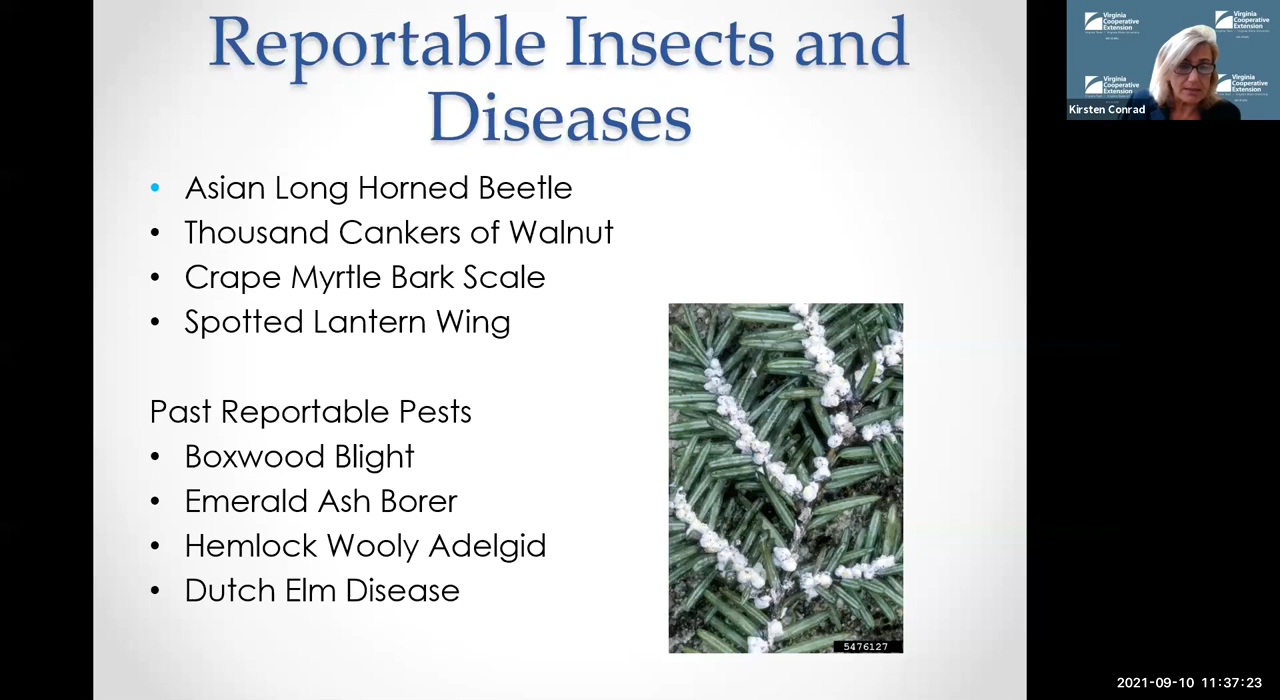 Reportable Insects and
Diseases
• Asian Long Horned Beetle
• Thousand Cankers of Walnut
• Crape Myrtle Bark Scale
• Spotted Lantern Wing
Past Reportable Pests
• Boxwood Blight
• Emerald Ash Borer
• Hemlock Wooly Adelgid
• Dutch Elm Disease
5476127
Virginia
Cooperative
Extension
Virginia
Cooperative
Extension
Virginia
Cooperative
Extension
Virginia
Cooperative
Extension
Kirsten Conrad
2021-09-10 11:37:23